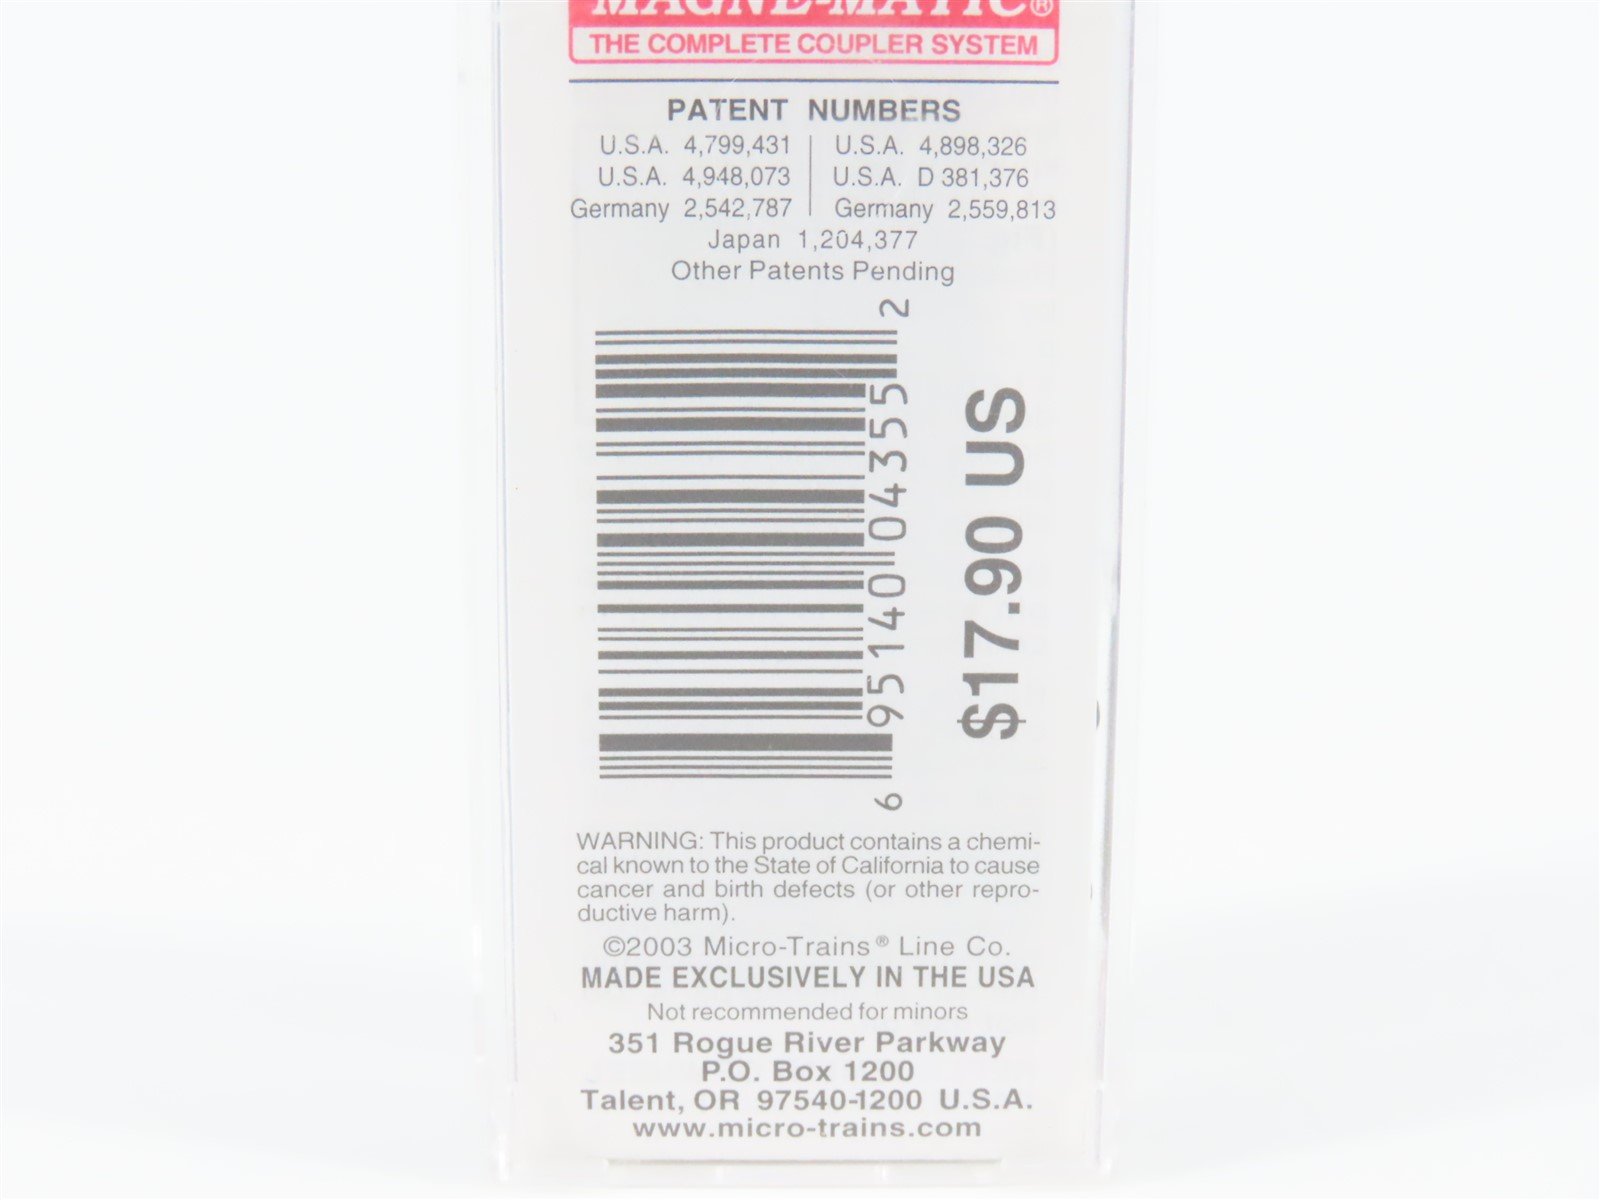 MAGNE-MATIC®
THE COMPLETE COUPLER SYSTEM
PATENT NUMBERS
U.S.A. 4,799,431 | U.S.A. 4,898,326
U.S.A. 4,948,073 | U.S.A. D 381,376
Germany 2,542,787 | Germany 2,559,813
Japan 1,204,377
Other Patents Pending
6 95140 04355 2
$17.90 US
WARNING: This product contains a chemi-
cal known to the State of California to cause
cancer and birth defects (or other repro-
ductive harm).
©2003 Micro-Trains® Line Co.
MADE EXCLUSIVELY IN THE USA
Not recommended for minors
351 Rogue River Parkway
P.O. Box 1200
Talent, OR 97540-1200 U.S.A.
www.micro-trains.com